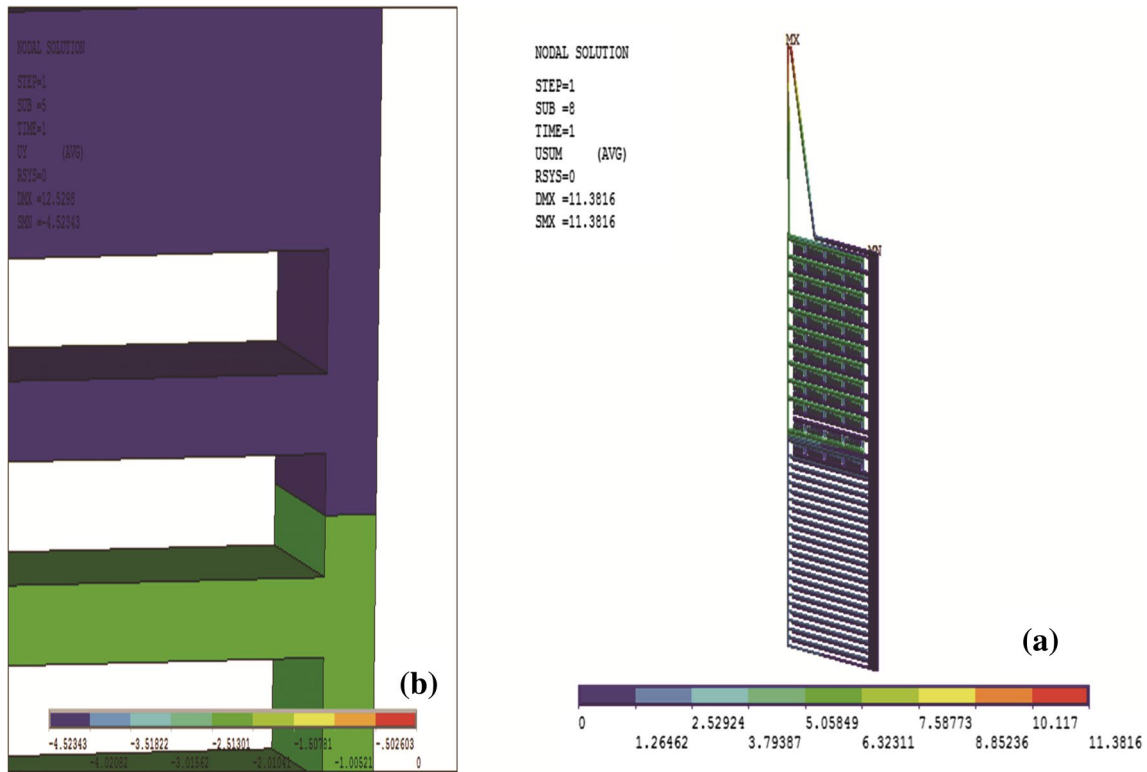 NODAL SOLUTION
STEP=1
SUB =5
TIME=1
UY (AVG)
RSYS=0
DMX =12.5298
SMN =-4.52343
(b)
-4.52343 -3.51822 -2.51301 -1.50781 -.502603
-4.02082 -3.01562 -2.01041 -1.00521 0
NODAL SOLUTION
STEP=1
SUB =8
TIME=1
USUM (AVG)
RSYS=0
DMX =11.3816
SMX =11.3816
MX
MN
(a)
0 2.52924 5.05849 7.58773 10.117
1.26462 3.79387 6.32311 8.85236 11.3816